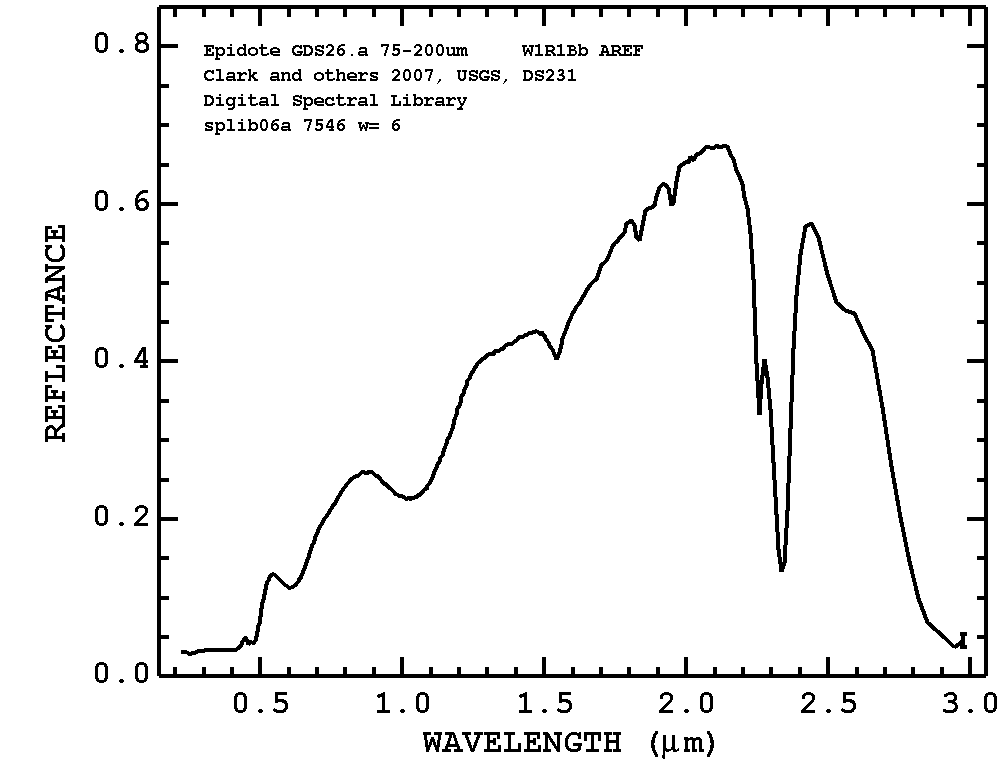 Epidote GDS26.a 75-200um W1R1Bb AREF
Clark and others 2007, USGS, DS231
Digital Spectral Library
splib06a 7546 w= 6
0.8
0.6
0.4
0.2
0.0
REFLECTANCE
0.5 1.0 1.5 2.0 2.5 3.0
WAVELENGTH (μm)